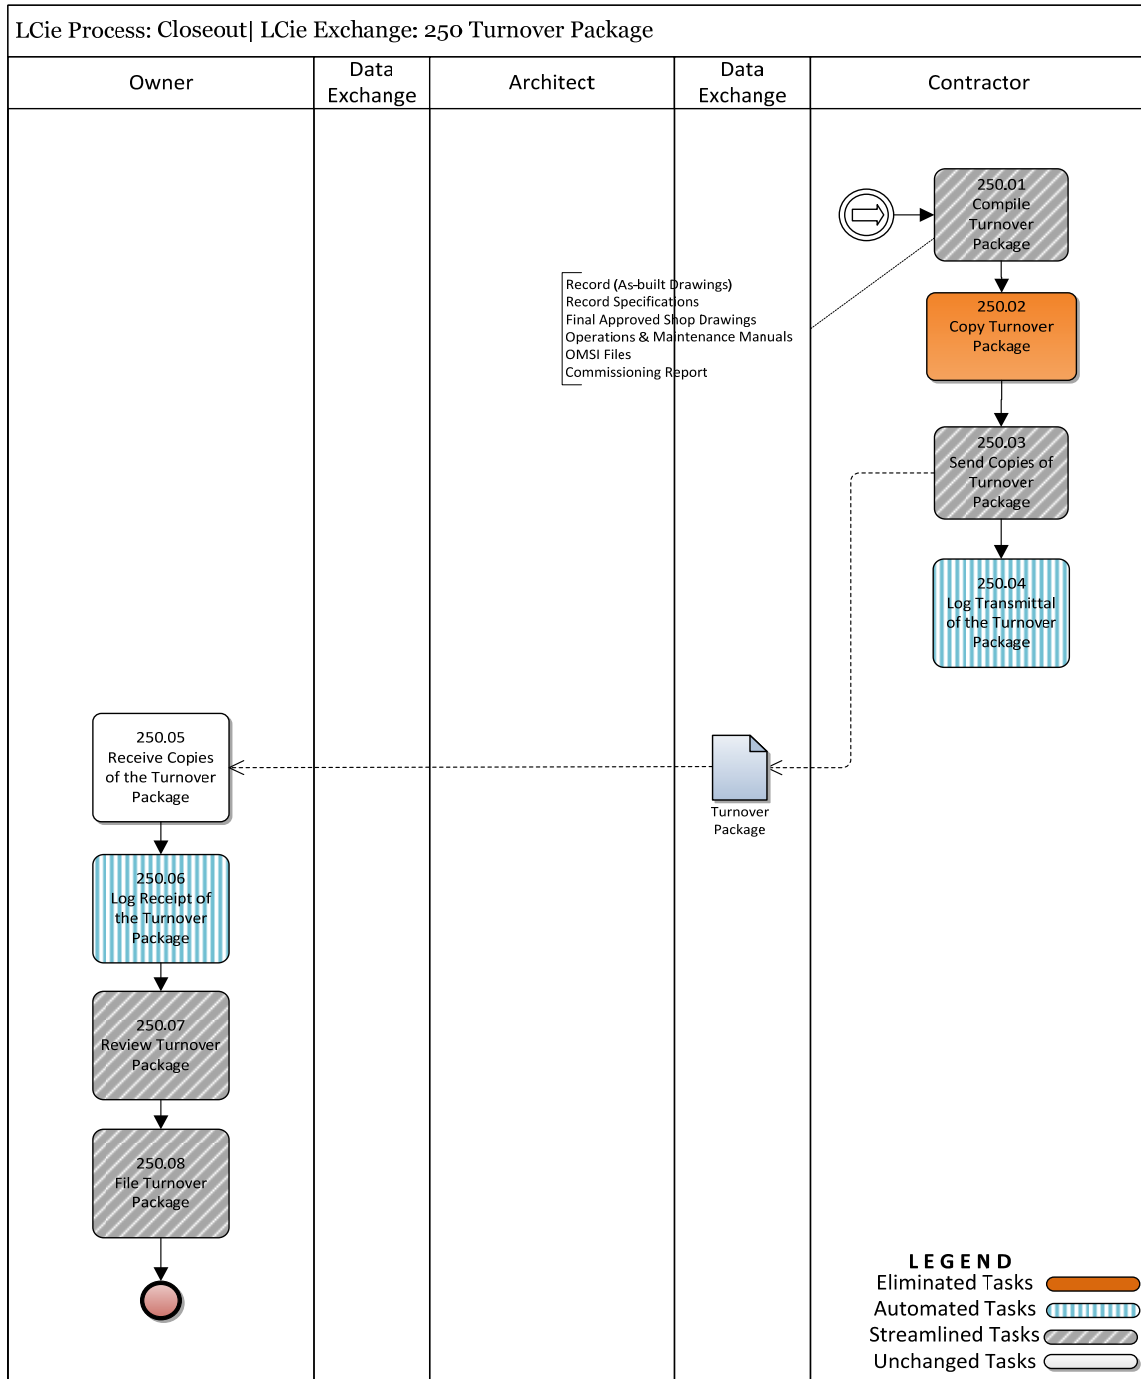 LCie Process: Closeout| LCie Exchange: 250 Turnover Package
Owner
Data
Exchange
Architect
Data
Exchange
Contractor
250.01
Compile
Turnover
Package
Record (As-built Drawings)
Record Specifications
Final Approved Shop Drawings
Operations & Maintenance Manuals
OMSI Files
Commissioning Report
250.02
Copy Turnover
Package
250.03
Send Copies of
Turnover
Package
250.04
Log Transmittal
of the Turnover
Package
250.05
Receive Copies
of the Turnover
Package
Turnover
Package
250.06
Log Receipt of
the Turnover
Package
250.07
Review Turnover
Package
250.08
File Turnover
Package
LEGEND
Eliminated Tasks
Automated Tasks
Streamlined Tasks
Unchanged Tasks